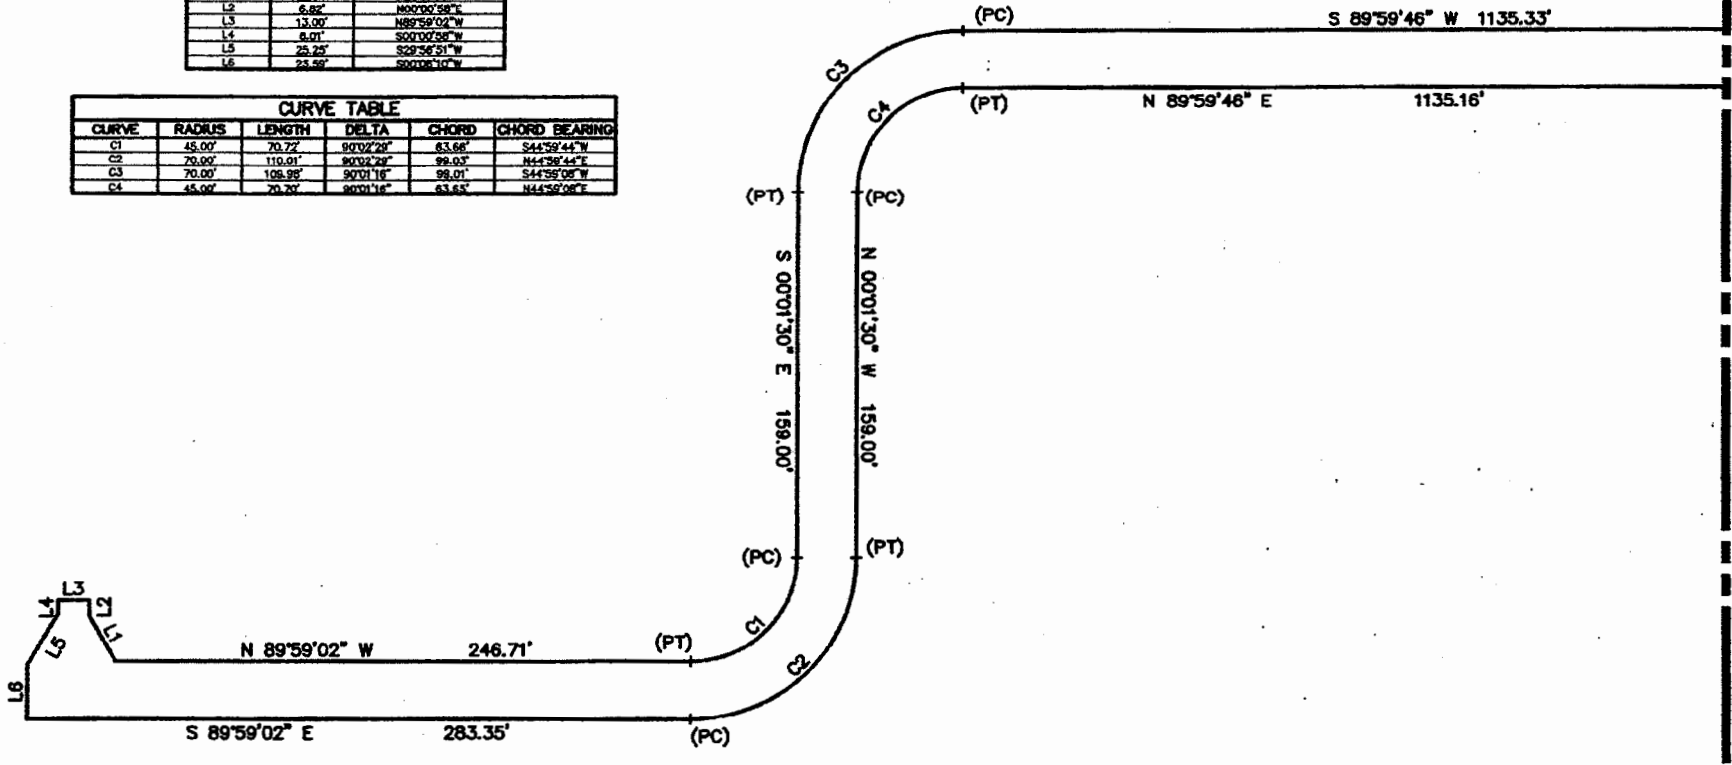 L2 6.82' N00°00'58"E
L3 13.00' N89°59'02"W
L4 8.01' S00°00'58"W
L5 25.25' S29°56'51"W
L6 23.59' S00°06'10"W
CURVE TABLE
CURVE RADIUS LENGTH DELTA CHORD CHORD BEARING
C1 45.00' 70.72' 90°02'29" 63.66' S44°59'44"W
C2 70.00' 110.01' 90°02'29" 99.03' N44°59'44"E
C3 70.00' 109.98' 90°01'16" 99.01' S44°59'08"W
C4 45.00' 70.70' 90°01'16" 63.65' N44°59'08"E
(PC)
S 89°59'46" W 1135.33'
C3
C4
(PT)
N 89°59'46" E 1135.16'
(PT)
(PC)
S 00°01'30" E 159.00'
N 00°01'30" W 159.00'
(PC)
(PT)
L3
L4
L2
L5
L1
L6
C1
C2
N 89°59'02" W 246.71'
(PT)
S 89°59'02" E 283.35'
(PC)